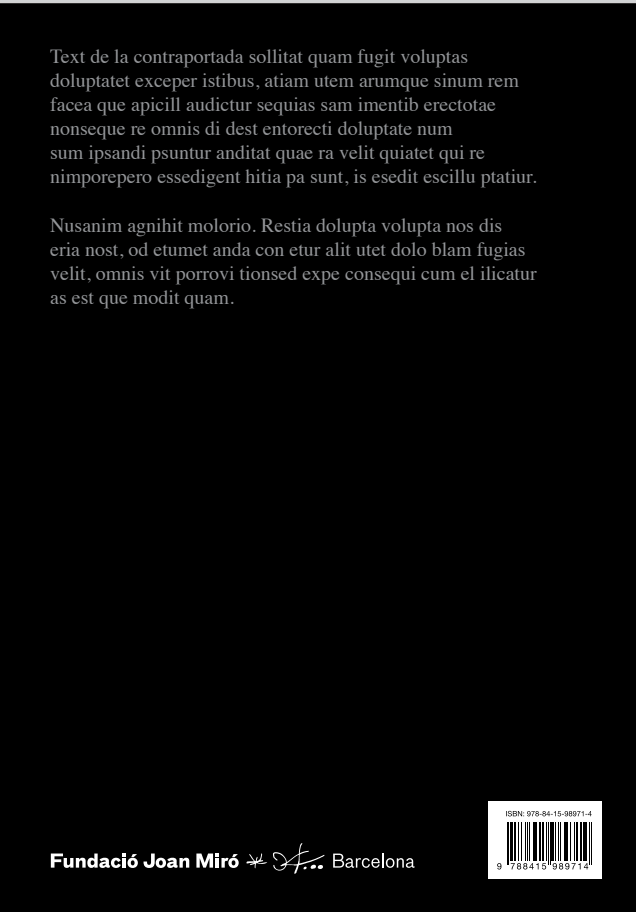 Text de la contraportada sollitat quam fugit voluptas
doluptatet exceper istibus, atiam utem arumque sinum rem
facea que apicill audictur sequias sam imentib erectotae
nonseque re omnis di dest entorecti doluptate num
sum ipsandi psuntur anditat quae ra velit quiatet qui re
nimporepero essedigent hitia pa sunt, is esedit escillu ptatiur.
Nusanim agnihit molorio. Restia dolupta volupta nos dis
eria nost, od etumet anda con etur alit utet dolo blam fugias
velit, omnis vit porrovi tionsed expe consequi cum el ilicatur
as est que modit quam.
ISBN: 978-84-15-98971-4
9 788415 989714
Fundació Joan Miró Barcelona